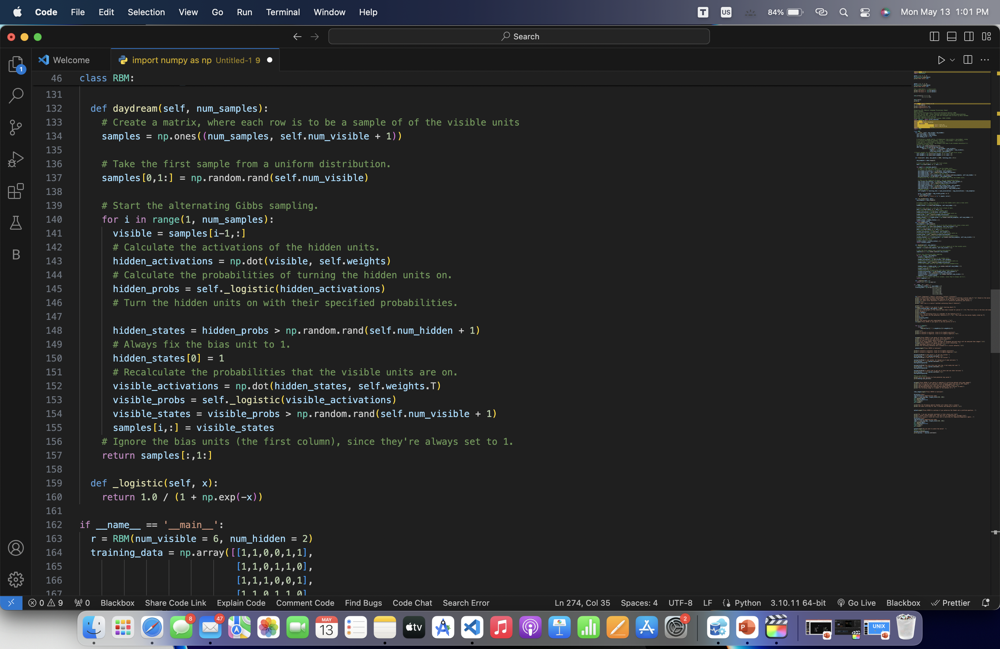 Code File Edit Selection View Go Run Terminal Window Help T US 84% Mon May 13 1:01 PM
Search
1
Welcome
import numpy as np Untitled-1 9
46 class RBM:
131
132 def daydream(self, num_samples):
133 # Create a matrix, where each row is to be a sample of of the visible units
134 samples = np.ones((num_samples, self.num_visible + 1))
135
136 # Take the first sample from a uniform distribution.
137 samples[0,1:] = np.random.rand(self.num_visible)
138
139 # Start the alternating Gibbs sampling.
140 for i in range(1, num_samples):
141 visible = samples[i-1,:]
142 # Calculate the activations of the hidden units.
143 hidden_activations = np.dot(visible, self.weights)
144 # Calculate the probabilities of turning the hidden units on.
145 hidden_probs = self._logistic(hidden_activations)
146 # Turn the hidden units on with their specified probabilities.
147
148 hidden_states = hidden_probs > np.random.rand(self.num_hidden + 1)
149 # Always fix the bias unit to 1.
150 hidden_states[0] = 1
151 # Recalculate the probabilities that the visible units are on.
152 visible_activations = np.dot(hidden_states, self.weights.T)
153 visible_probs = self._logistic(visible_activations)
154 visible_states = visible_probs > np.random.rand(self.num_visible + 1)
155 samples[i,:] = visible_states
156 # Ignore the bias units (the first column), since they're always set to 1.
157 return samples[:,1:]
158
159 def _logistic(self, x):
160 return 1.0 / (1 + np.exp(-x))
161
162 if __name__ == '__main__':
163 r = RBM(num_visible = 6, num_hidden = 2)
164 training_data = np.array([[1,1,0,0,1,1],
165 [1,1,0,1,1,0],
166 [1,1,1,0,0,1],
167 [1,1,0,1,1,0]
B
0 9 0 Blackbox Share Code Link Explain Code Comment Code Find Bugs Code Chat Search Error Ln 274, Col 35 Spaces: 4 UTF-8 LF Python 3.10.11 64-bit Go Live Blackbox Prettier
8 47 MAY 13 tv 2 P UNIX